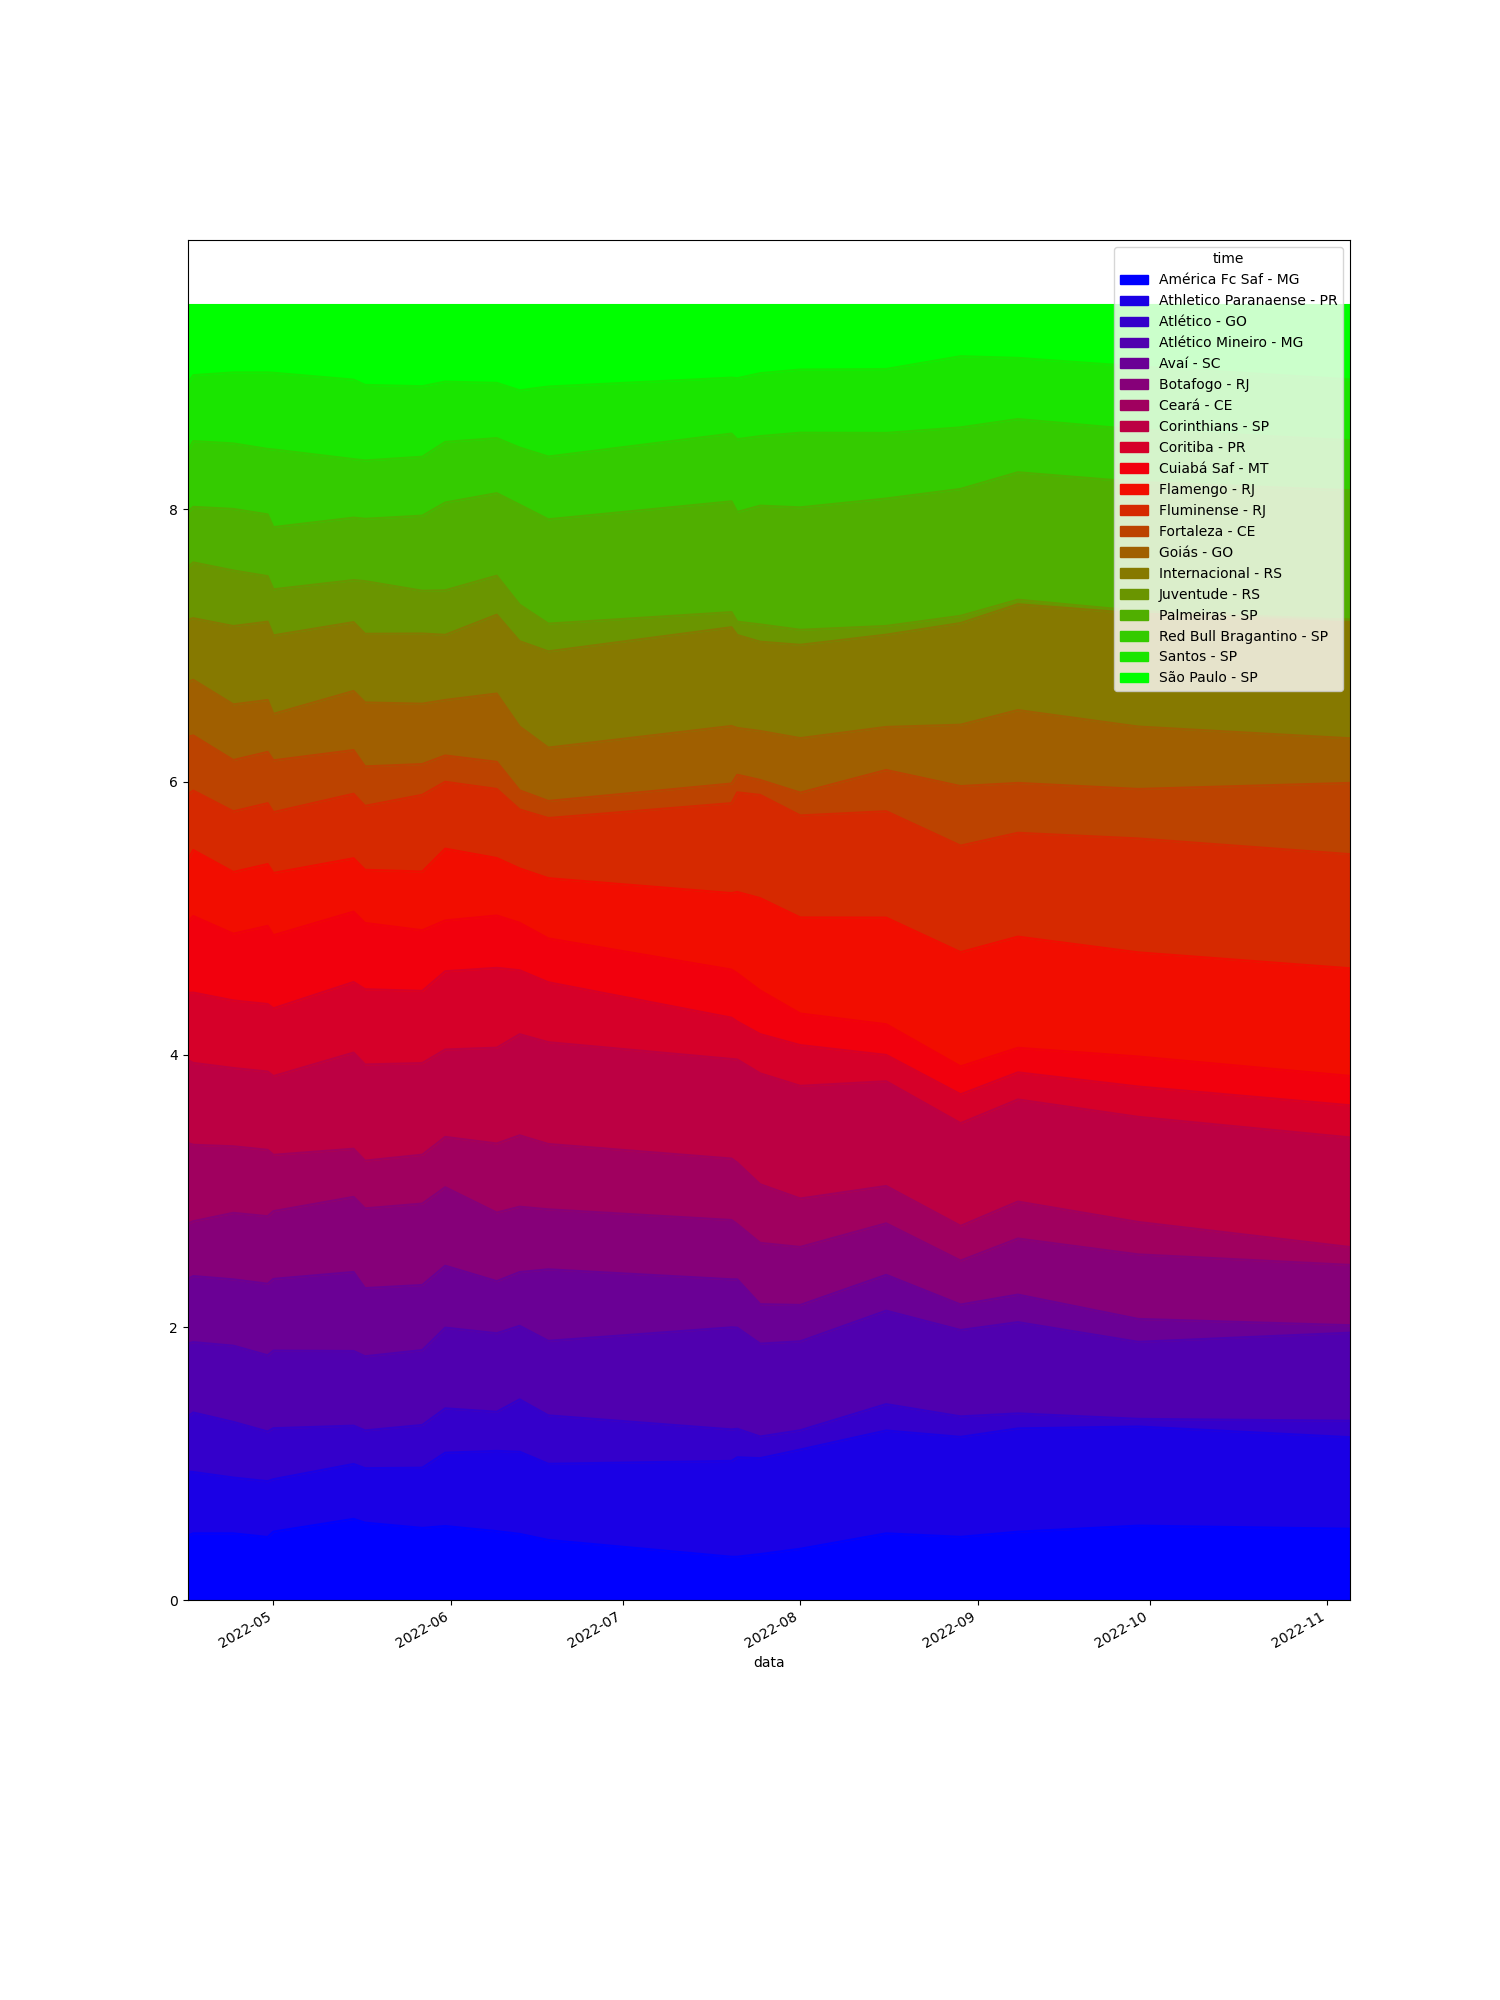 time
América Fc Saf - MG
Athletico Paranaense - PR
Atlético - GO
Atlético Mineiro - MG
Avaí - SC
Botafogo - RJ
Ceará - CE
Corinthians - SP
Coritiba - PR
Cuiabá Saf - MT
Flamengo - RJ
Fluminense - RJ
Fortaleza - CE
Goiás - GO
Internacional - RS
Juventude - RS
Palmeiras - SP
Red Bull Bragantino - SP
Santos - SP
São Paulo - SP
8
6
4
2
0
2022-05
2022-06
2022-07
2022-08
2022-09
2022-10
2022-11
data